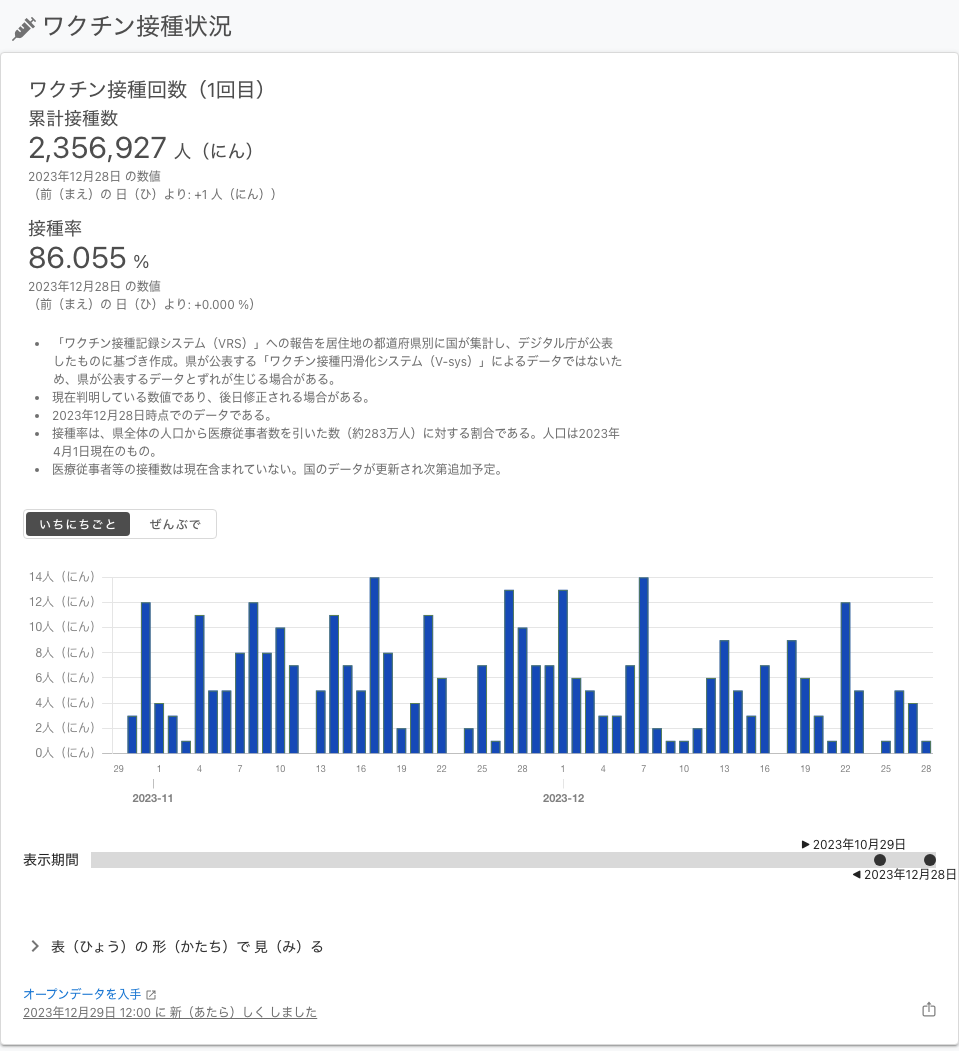 ワクチン接種状況
ワクチン接種回数（1回目）
累計接種数
2,356,927 人（にん）
2023年12月28日 の数値
（前（まえ）の 日（ひ）より: +1 人（にん））
接種率
86.055 %
2023年12月28日 の数値
（前（まえ）の 日（ひ）より: +0.000 %）
• 「ワクチン接種記録システム（VRS）」への報告を居住地の都道府県別に国が集計し、デジタル庁が公表
したものに基づき作成。県が公表する「ワクチン接種円滑化システム（V-sys）」によるデータではないた
め、県が公表するデータとずれが生じる場合がある。
• 現在判明している数値であり、後日修正される場合がある。
• 2023年12月28日時点でのデータである。
• 接種率は、県全体の人口から医療従事者数を引いた数（約283万人）に対する割合である。人口は2023年
4月1日現在のもの。
• 医療従事者等の接種数は現在含まれていない。国のデータが更新され次第追加予定。
いちにちごと ぜんぶで
14人（にん）
12人（にん）
10人（にん）
8人（にん）
6人（にん）
4人（にん）
2人（にん）
0人（にん）
29 1 4 7 10 13 16 19 22 25 28 1 4 7 10 13 16 19 22 25 28
2023-11 2023-12
▶ 2023年10月29日
表示期間
◀ 2023年12月28日
表（ひょう）の 形（かたち）で 見（み）る
オープンデータを入手
2023年12月29日 12:00 に 新（あたら）しく しました